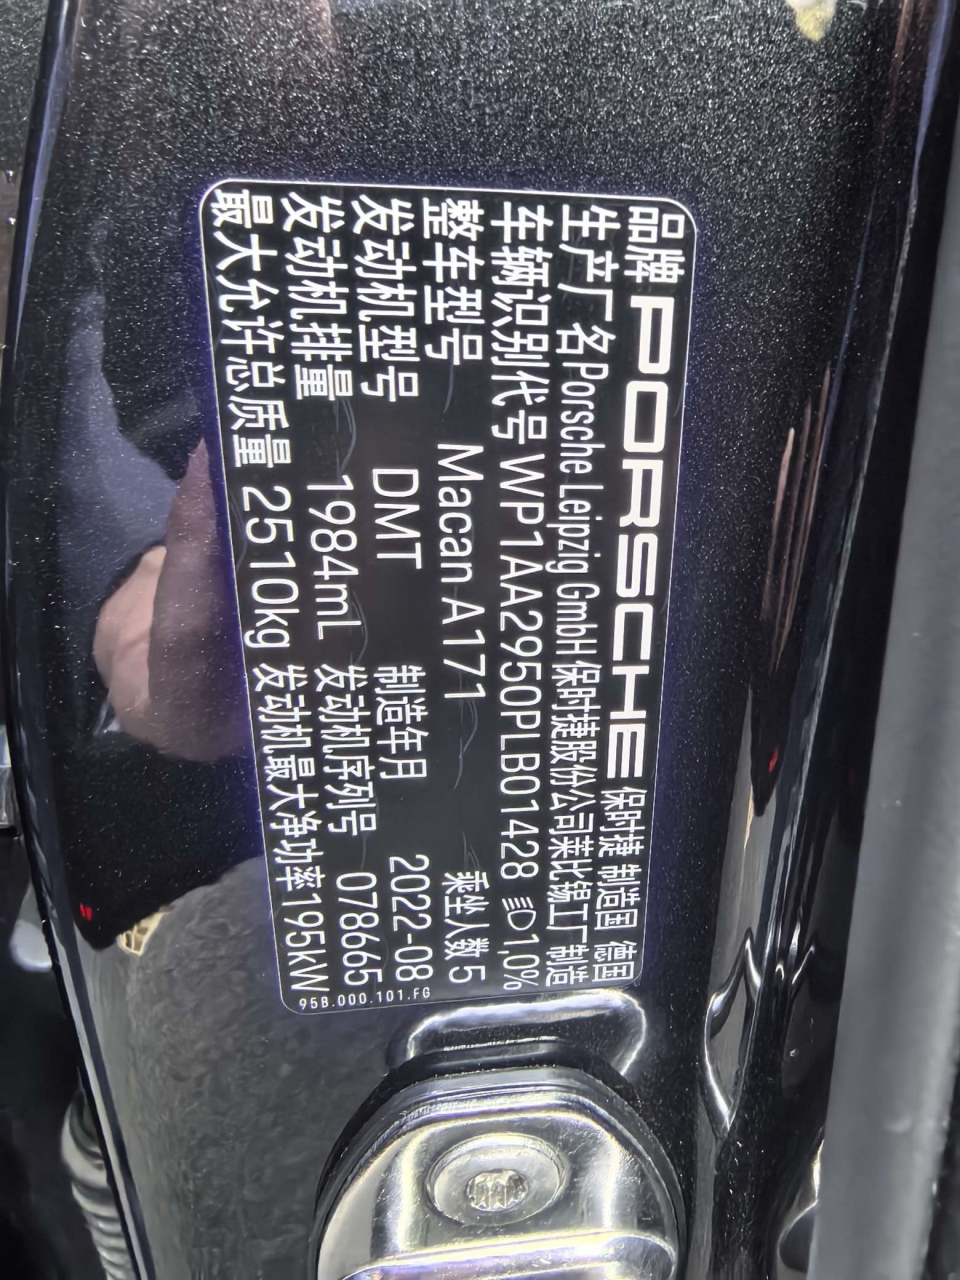 品牌 PORSCHE 保时捷 制造国 德国
生产厂名 Porsche Leipzig GmbH 保时捷股份公司莱比锡工厂制造
车辆识别代号 WP1AA2950PLB01428 1,0%
整车型号 Macan A171 乘坐人数 5
发动机型号 DMT 制造年月 2022-08
发动机排量 1984mL 发动机序列号 078665
最大允许总质量 2510kg 发动机最大净功率195kW
95B.000.101.FG